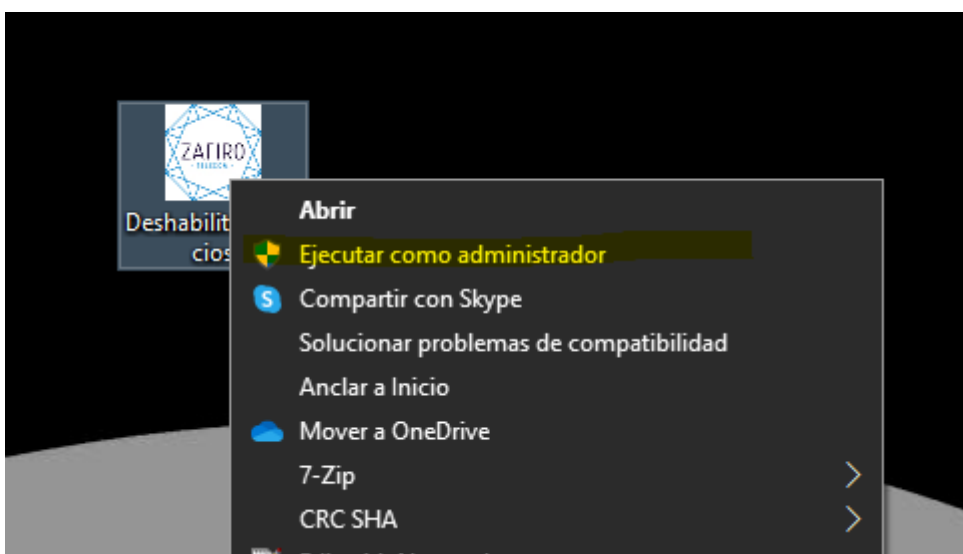 ZAFIRO
Deshabilit
cios
Abrir
Ejecutar como administrador
Compartir con Skype
Solucionar problemas de compatibilidad
Anclar a Inicio
Mover a OneDrive
7-Zip
CRC SHA